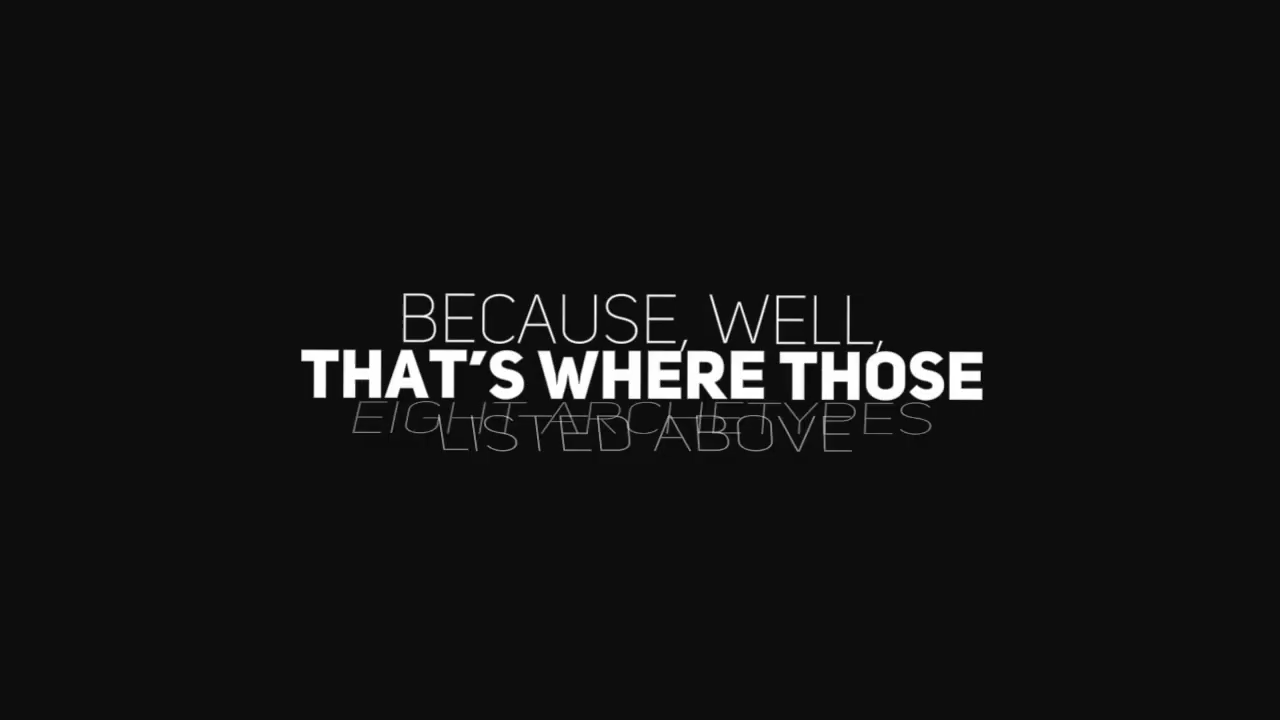 BECAUSE, WELL,
THAT'S WHERE THOSE
EIGHT ARCHETYPES
LISTED ABOVE